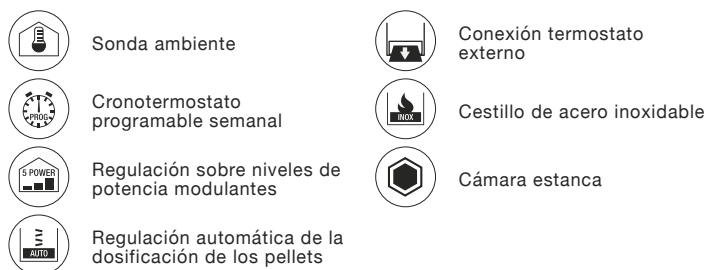 Sonda ambiente
PROG.
Cronotermostato
programable semanal
5 POWER
Regulación sobre niveles de
potencia modulantes
AUTO
Regulación automática de la
dosificación de los pellets
Conexión termostato
externo
INOX
Cestillo de acero inoxidable
Cámara estanca